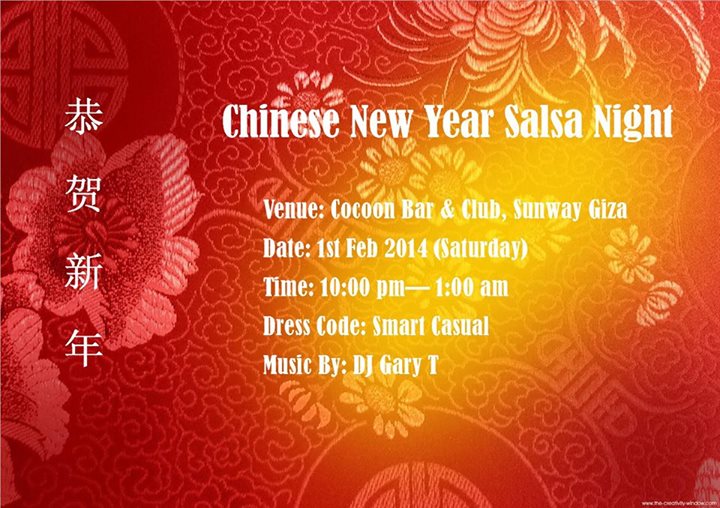 恭贺新年
Chinese New Year Salsa Night
Venue: Cocoon Bar & Club, Sunway Giza
Date: 1st Feb 2014 (Saturday)
Time: 10:00 pm— 1:00 am
Dress Code: Smart Casual
Music By: DJ Gary T
www.the-creativity-window.com